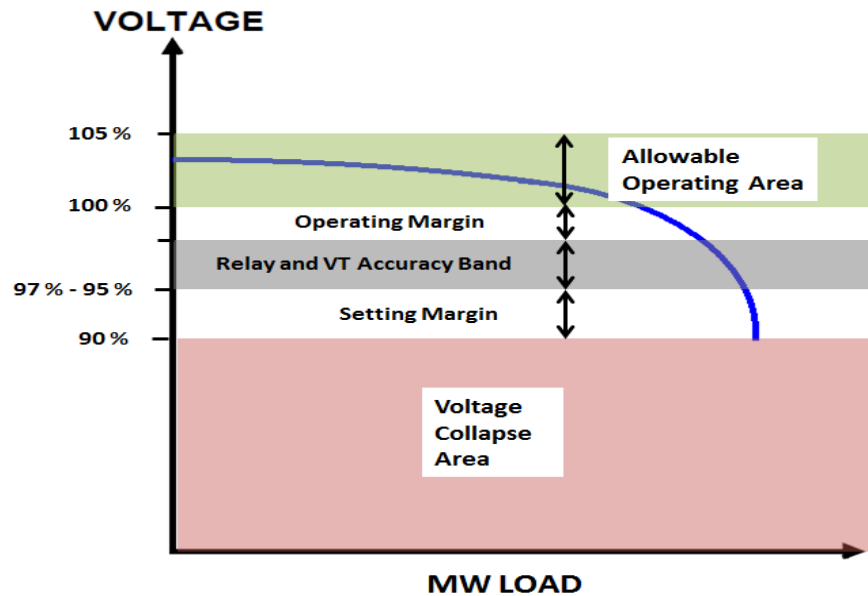 VOLTAGE
105 %
Allowable
Operating Area
100 %
Operating Margin
Relay and VT Accuracy Band
97 % - 95 %
Setting Margin
90 %
Voltage
Collapse
Area
MW LOAD